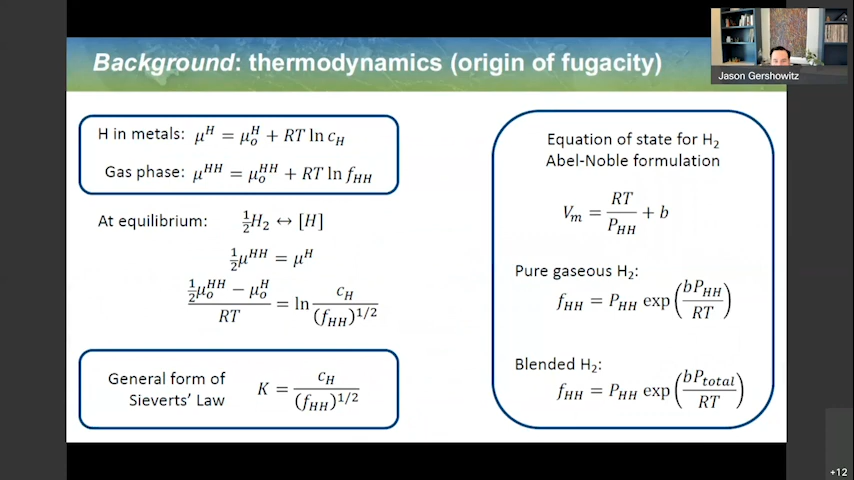 Background: thermodynamics (origin of fugacity)
Jason Gershowitz
H in metals: μ^H = μ_o^H + RT ln c_H
Gas phase: μ^HH = μ_o^HH + RT ln f_HH
At equilibrium: ½H₂ ↔ [H]
½μ^HH = μ^H
(½μ_o^HH − μ_o^H)/RT = ln c_H/(f_HH)^1/2
General form of
Sieverts' Law
K = c_H/(f_HH)^1/2
Equation of state for H₂
Abel-Noble formulation
V_m = RT/P_HH + b
Pure gaseous H₂:
f_HH = P_HH exp(bP_HH/RT)
Blended H₂:
f_HH = P_HH exp(bP_total/RT)
+12